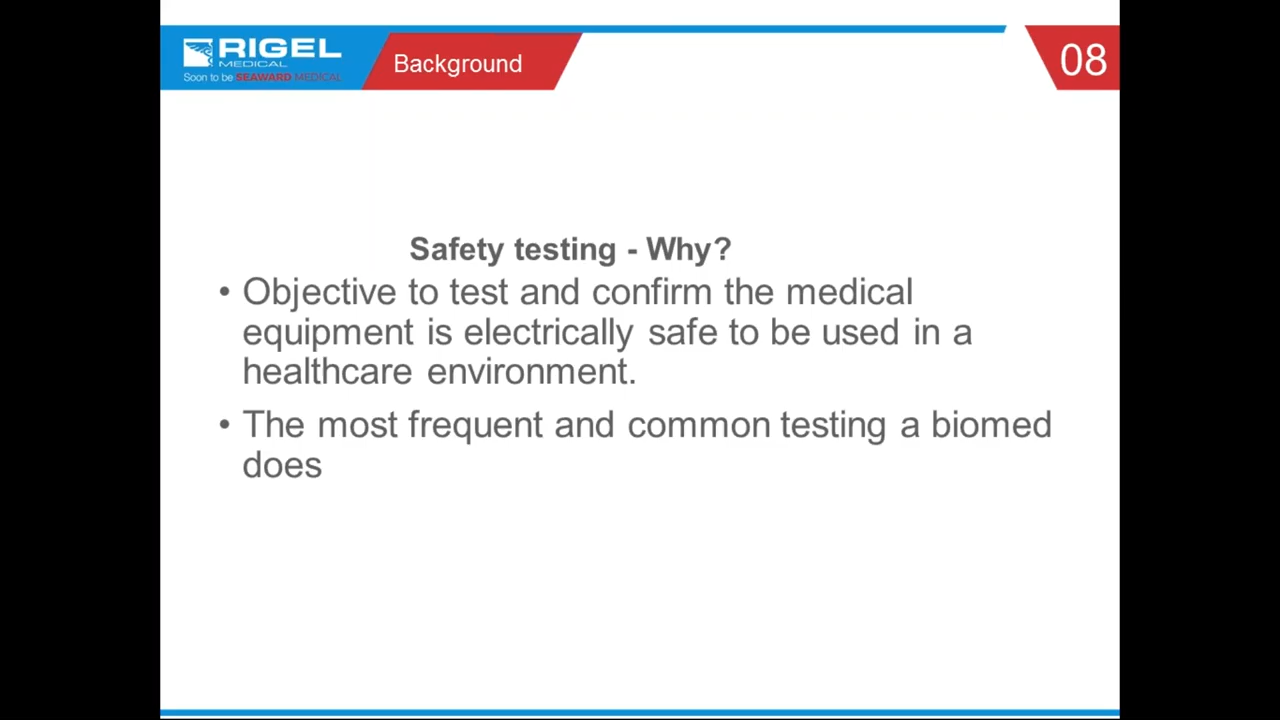 RIGEL
MEDICAL
Soon to be SEAWARD MEDICAL
Background
08
Safety testing - Why?
• Objective to test and confirm the medical
equipment is electrically safe to be used in a
healthcare environment.
• The most frequent and common testing a biomed
does